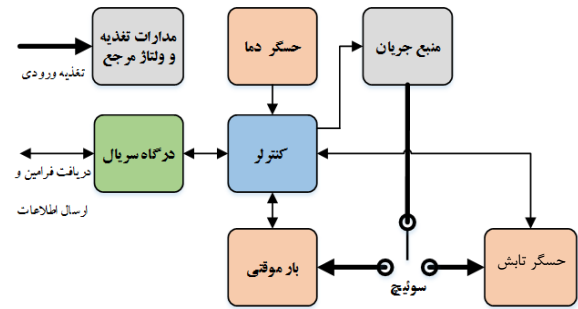 مدارات تغذیه
و ولتاژ مرجع
حسگر دما
منبع جریان
تغذیه ورودی
درگاه سریال
کنترلر
دریافت فرامین و
ارسال اطلاعات
بار موقتی
سوئیچ
حسگر تابش